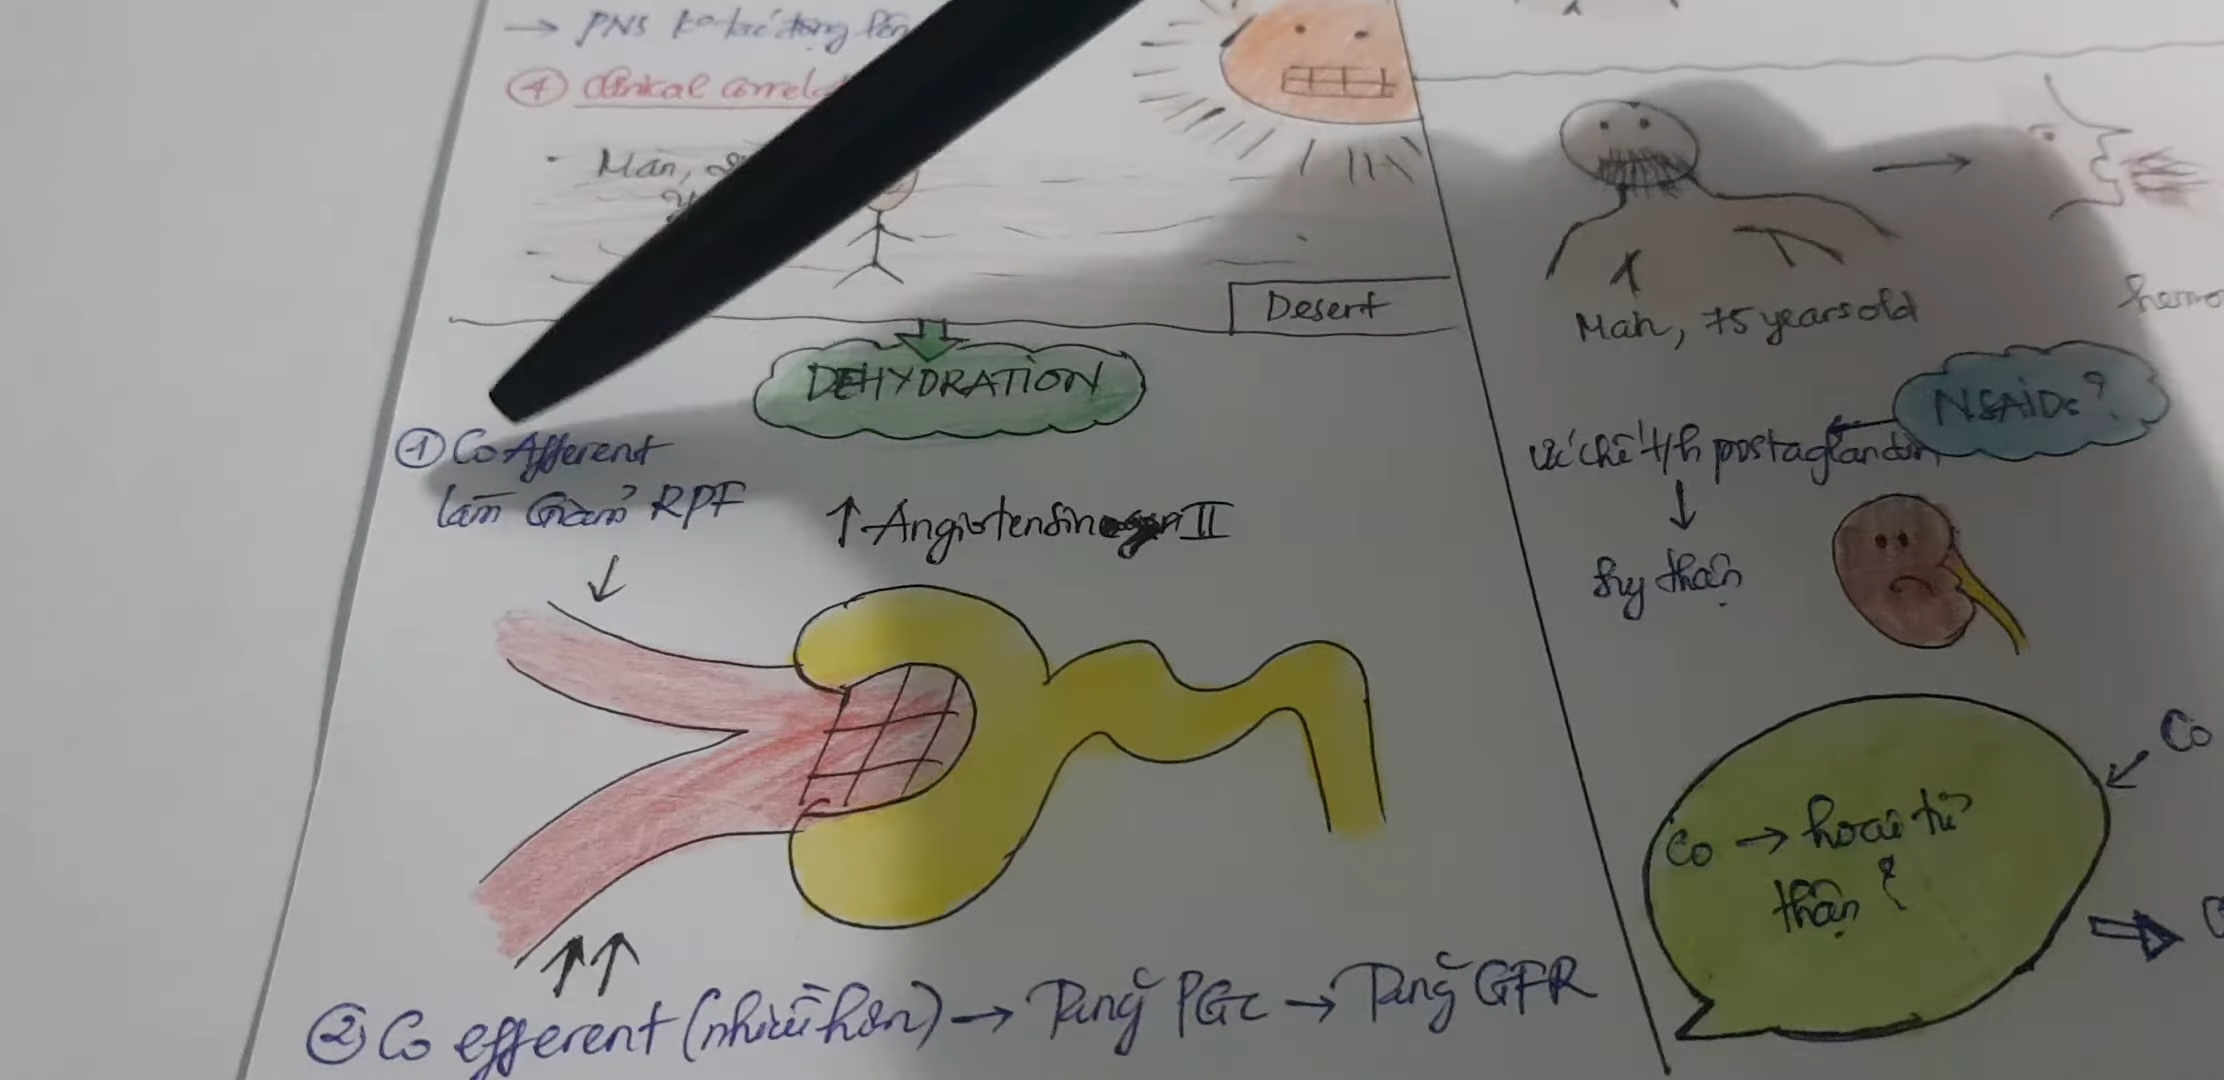 → PNS
④ clinical correl
Man,
Desert
DEHYDRATION
① Co Afferent
làm Giảm RPF
↓
↑ Angiotensin II
② Co efferent (nhiều hơn) → Tăng PGc → Tăng GFR
Man, 75 years old
NSAIDs?
ức chế t/h postaglandin
↓
Suy thận
Co → hoại tử
thận?
Co